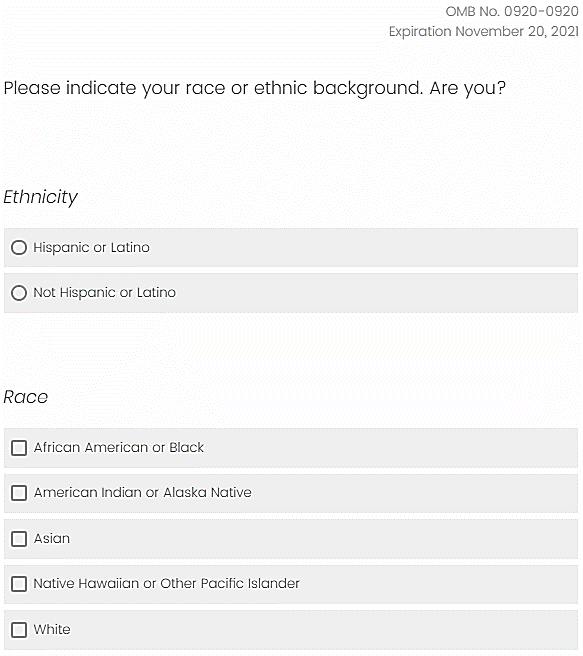 OMB No. 0920-0920
Expiration November 20, 2021
Please indicate your race or ethnic background. Are you?
Ethnicity
Hispanic or Latino
Not Hispanic or Latino
Race
African American or Black
American Indian or Alaska Native
Asian
Native Hawaiian or Other Pacific Islander
White